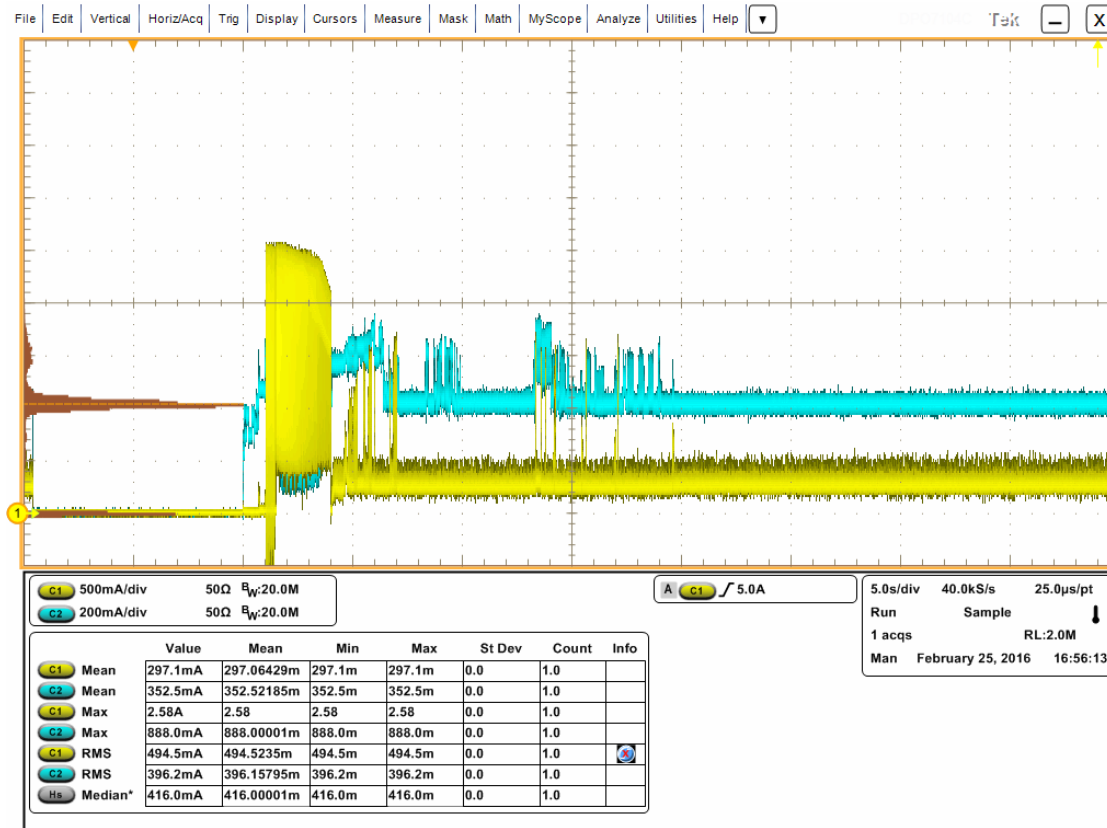 File Edit Vertical Horiz/Acq Trig Display Cursors Measure Mask Math MyScope Analyze Utilities Help Tek X
1
C1 500mA/div 50Ω BW:20.0M
C2 200mA/div 50Ω BW:20.0M
A C1 5.0A
5.0s/div 40.0kS/s 25.0µs/pt
Run Sample
1 acqs RL:2.0M
Man February 25, 2016 16:56:13
Value Mean Min Max St Dev Count Info
C1 Mean 297.1mA 297.06429m 297.1m 297.1m 0.0 1.0
C2 Mean 352.5mA 352.52185m 352.5m 352.5m 0.0 1.0
C1 Max 2.58A 2.58 2.58 2.58 0.0 1.0
C2 Max 888.0mA 888.00001m 888.0m 888.0m 0.0 1.0
C1 RMS 494.5mA 494.5235m 494.5m 494.5m 0.0 1.0
C2 RMS 396.2mA 396.15795m 396.2m 396.2m 0.0 1.0
Hs Median* 416.0mA 416.00001m 416.0m 416.0m 0.0 1.0